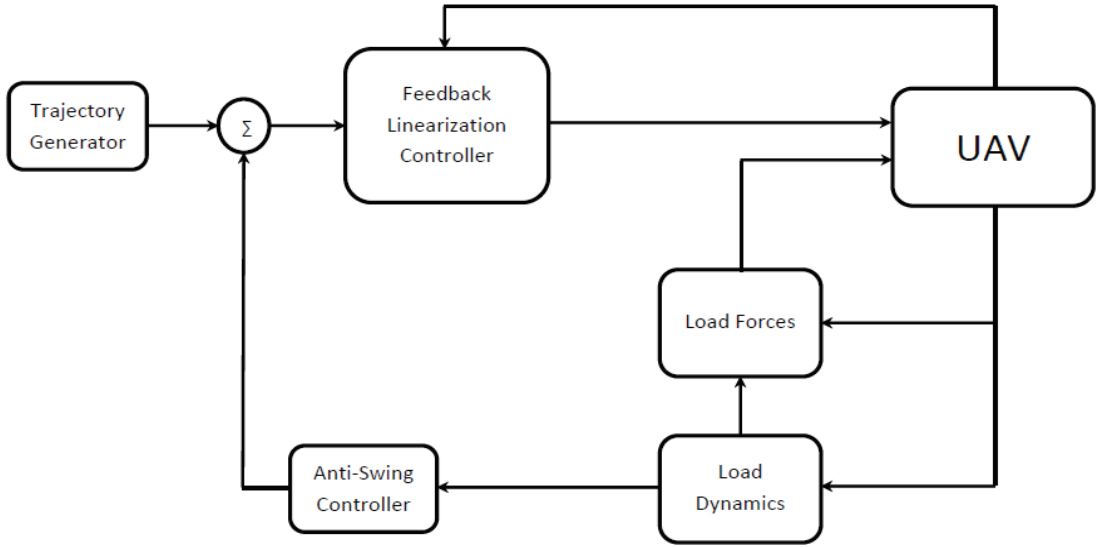 Trajectory
Generator
Σ
Feedback
Linearization
Controller
UAV
Load Forces
Anti-Swing
Controller
Load
Dynamics